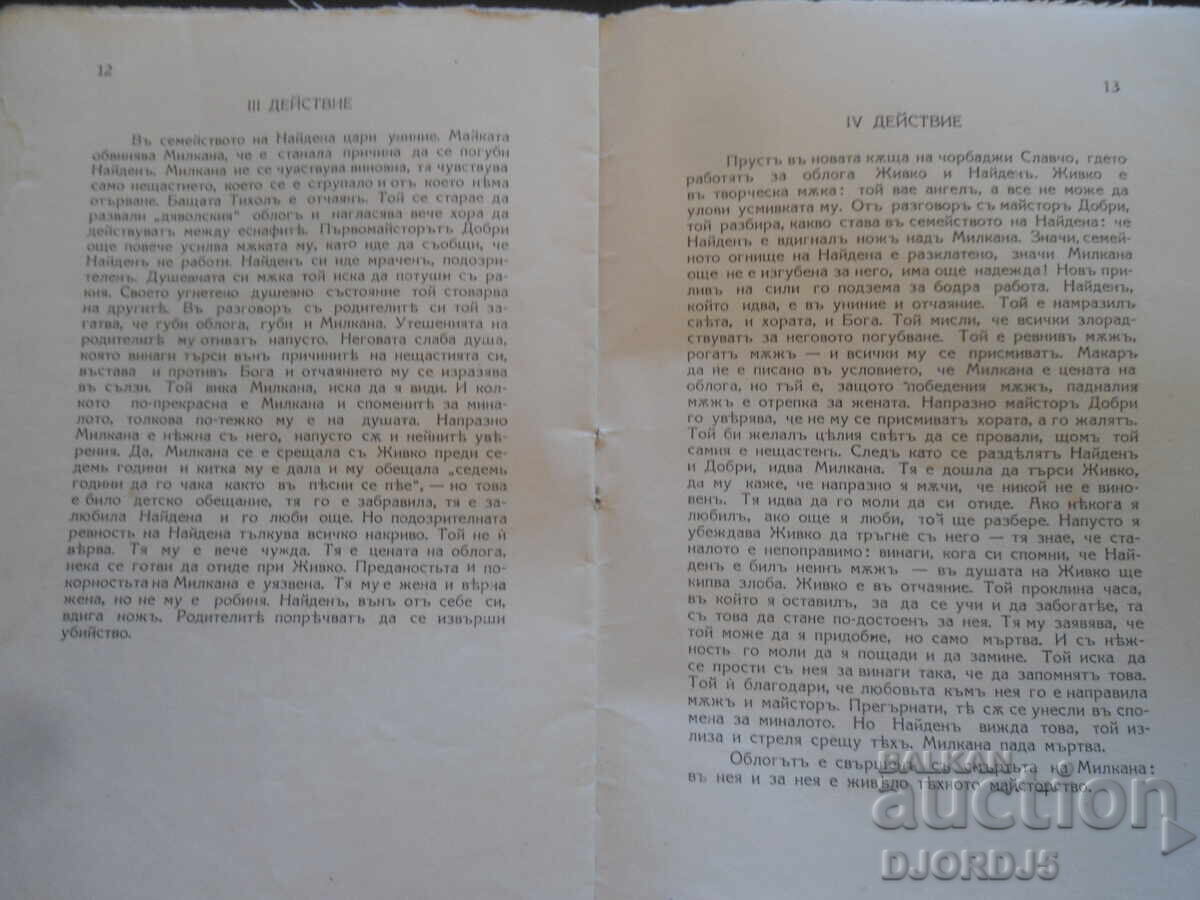 12
III ДЕЙСТВИЕ
Въ семейството на Найдена цари униние. Майката
обвинява Милкана, че е станала причина да се погуби
Найденъ. Милкана не се чувствува виновна, тя чувствува
само нещастието, което се е струпало и отъ което нѣма
отърване. Бащата Тихолъ е отчаянъ. Той се старае да
развали „дяволския“ облогъ и нагласява вече хора да
действуватъ между еснафитѣ. Първомайсторътъ Добри
още повече усилва мѫката му, като иде да съобщи, че
Найденъ не работи. Найденъ си иде мраченъ, подозри-
теленъ. Душевната си мѫка той иска да потуши съ ра-
кия. Своето угнетено душевно състояние той стоварва
на другитѣ. Въ разговоръ съ родителитѣ си той за-
гатва, че губи облога, губи и Милкана. Утешенията на
родителитѣ му отиватъ напусто. Неговата слаба душа,
която винаги търси вънъ причинитѣ на нещастията си,
въстава и противъ Бога и отчаянието му се изразява
въ сълзи. Той вика Милкана, иска да я види. И кол-
кото по-прекрасна е Милкана и споменитѣ за мина-
лото, толкова по-тежко му е на душата. Напразно
Милкана е нѣжна съ него, напусто сѫ и нейнитѣ увѣ-
рения. Да, Милкана се е срещала съ Живко преди се-
демь години и китка му е дала и му обещала „седемь
години да го чака както въ пѣсни се пѣе“, — но това
е било детско обещание, тя го е забравила, тя е за-
любила Найдена и го люби още. Но подозрителната
ревность на Найдена тълкува всичко накриво. Той не ѝ
вѣрва. Тя му е вече чужда. Тя е цената на облога,
нека се готви да отиде при Живко. Преданостьта и по-
корностьта на Милкана е уязвена. Тя му е жена и вѣрна
жена, но не му е робиня. Найденъ, вънъ отъ себе си,
вдига ножъ. Родителитѣ попрѣчватъ да се извърши
убийство.
13
IV ДЕЙСТВИЕ
Прустъ въ новата кѫща на чорбаджи Славчо, гдето
работятъ за облога Живко и Найденъ. Живко е
въ творческа мѫка: той вае ангелъ, а все не може да
улови усмивката му. Отъ разговоръ съ майсторъ Добри,
той разбира, какво става въ семейството на Найдена: че
Найденъ е вдигналъ ножъ надъ Милкана. Значи, семей-
ното огнище на Найдена е разклатено, значи Милкана
още не е изгубена за него, има още надежда! Новъ при-
ливъ на сили го подзема за бодра работа. Найденъ,
който идва, е въ униние и отчаяние. Той е намразилъ
свѣта, и хората, и Бога. Той мисли, че всички злорад-
ствуватъ за неговото погубване. Той е ревнивъ мѫжъ,
рогатъ мѫжъ — и всички му се присмиватъ. Макаръ
да не е писано въ условието, че Милкана е цената на
облога, но тъй е, защото победения мѫжъ, падналия
мѫжъ е отрепка за жената. Напразно майсторъ Добри
го увѣрява, че не му се присмиватъ хората, а го жалятъ.
Той би желалъ целия свѣтъ да се провали, щомъ той
самия е нещастенъ. Следъ като се раздѣлятъ Найденъ
и Добри, идва Милкана. Тя е дошла да търси Живко,
да му каже, че напразно я мѫчи, че никой не е вино-
венъ. Тя идва да го моли да си отиде. Ако нѣкога я
любилъ, ако още я люби, той ще разбере. Напусто я
убеждава Живко да тръгне съ него — тя знае, че ста-
налото е непоправимо: винаги, кога си спомни, че Най-
денъ е билъ неинъ мѫжъ — въ душата на Живко ще
кипва злоба. Живко е въ отчаяние. Той проклина часа,
въ който я оставилъ, за да се учи и да забогатѣе, та
съ това да стане по-достоенъ за нея. Тя му заявява, че
той може да я придобие, но само мъртва. И съ нѣж-
ность го моли да я пощади и да замине. Той иска да
се прости съ нея за винаги така, че да запомнятъ това.
Той ѝ благодари, че любовьта къмъ нея го е направила
мѫжъ и майсторъ. Прегърнати, тѣ сѫ се унесли въ спо-
мена за миналото. Но Найденъ вижда това, той из-
лиза и стреля срещу тѣхъ. Милкана пада мъртва.
Облогътъ е свършенъ съ смъртьта на Милкана:
въ нея и за нея е живѣло тѣхното майсторство.
BALKAN
auction
DJORDJ5